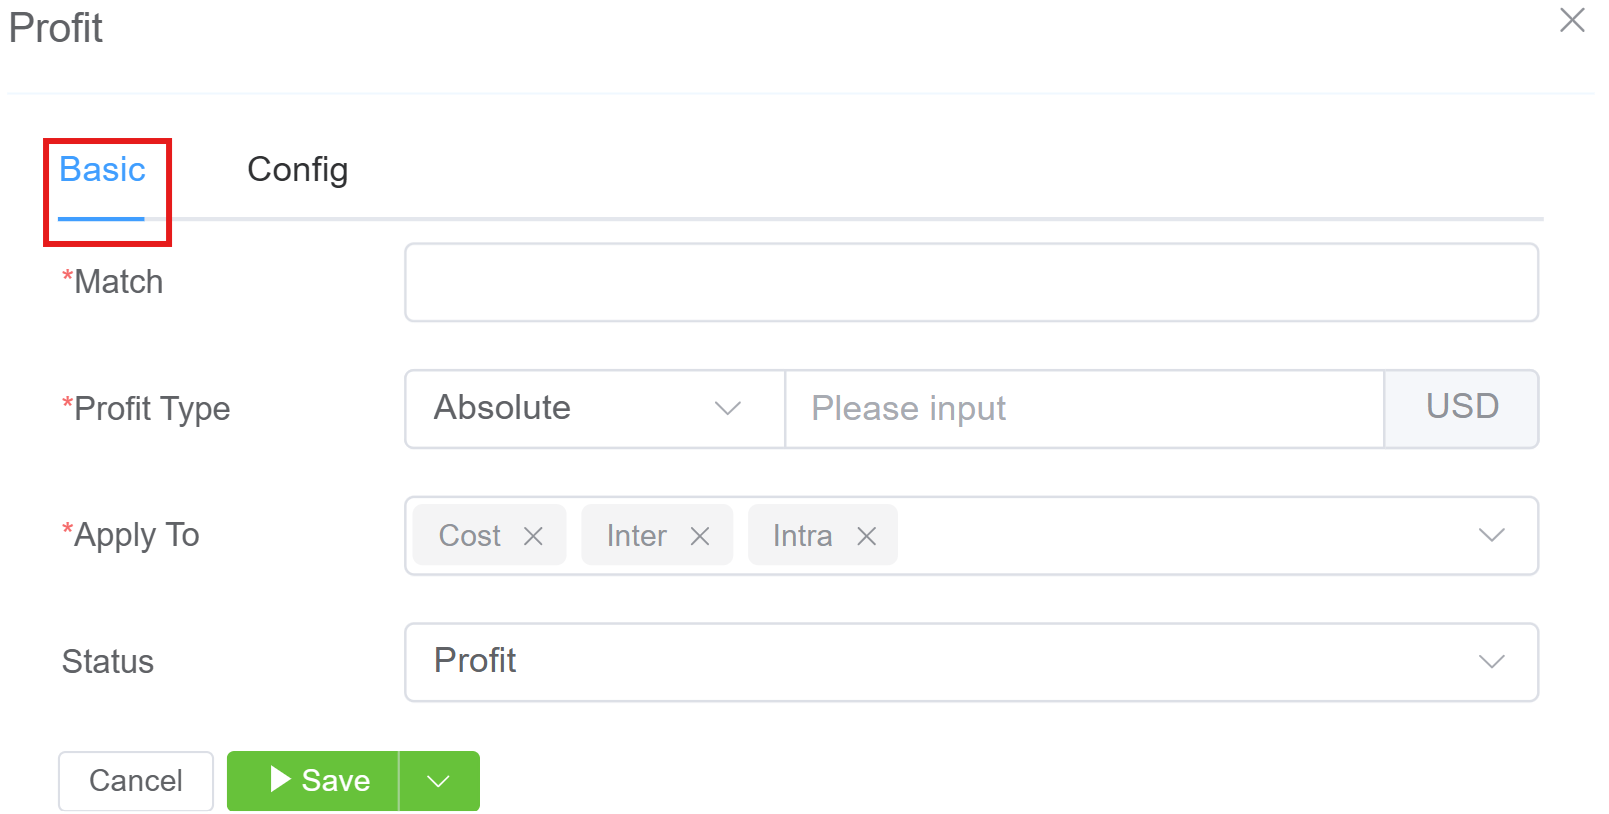 Profit
Basic Config
*Match
*Profit Type Absolute Please input USD
*Apply To Cost Inter Intra
Status Profit
Cancel Save